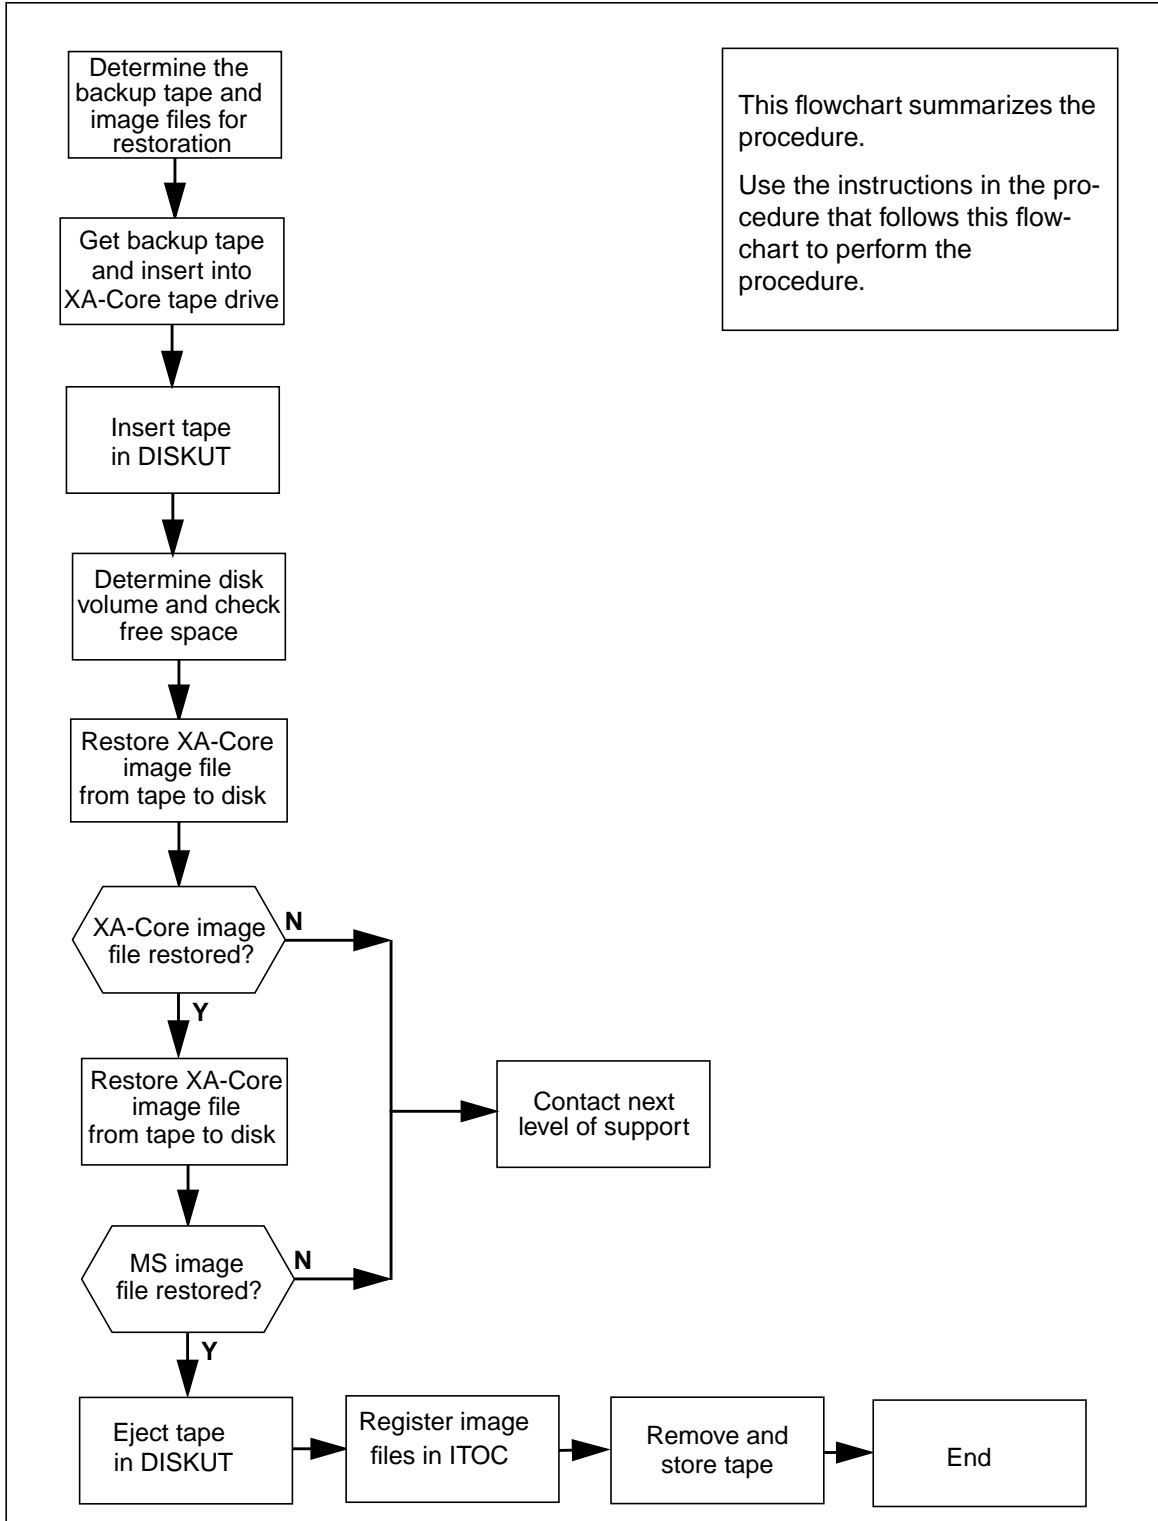 Determine the
backup tape and
image files for
restoration
This flowchart summarizes the
procedure.
Use the instructions in the pro-
cedure that follows this flow-
chart to perform the
procedure.
Get backup tape
and insert into
XA-Core tape drive
Insert tape
in DISKUT
Determine disk
volume and check
free space
Restore XA-Core
image file
from tape to disk
XA-Core image
file restored?
N
Y
Restore XA-Core
image file
from tape to disk
Contact next
level of support
MS image
file restored?
N
Y
Eject tape
in DISKUT
Register image
files in ITOC
Remove and
store tape
End